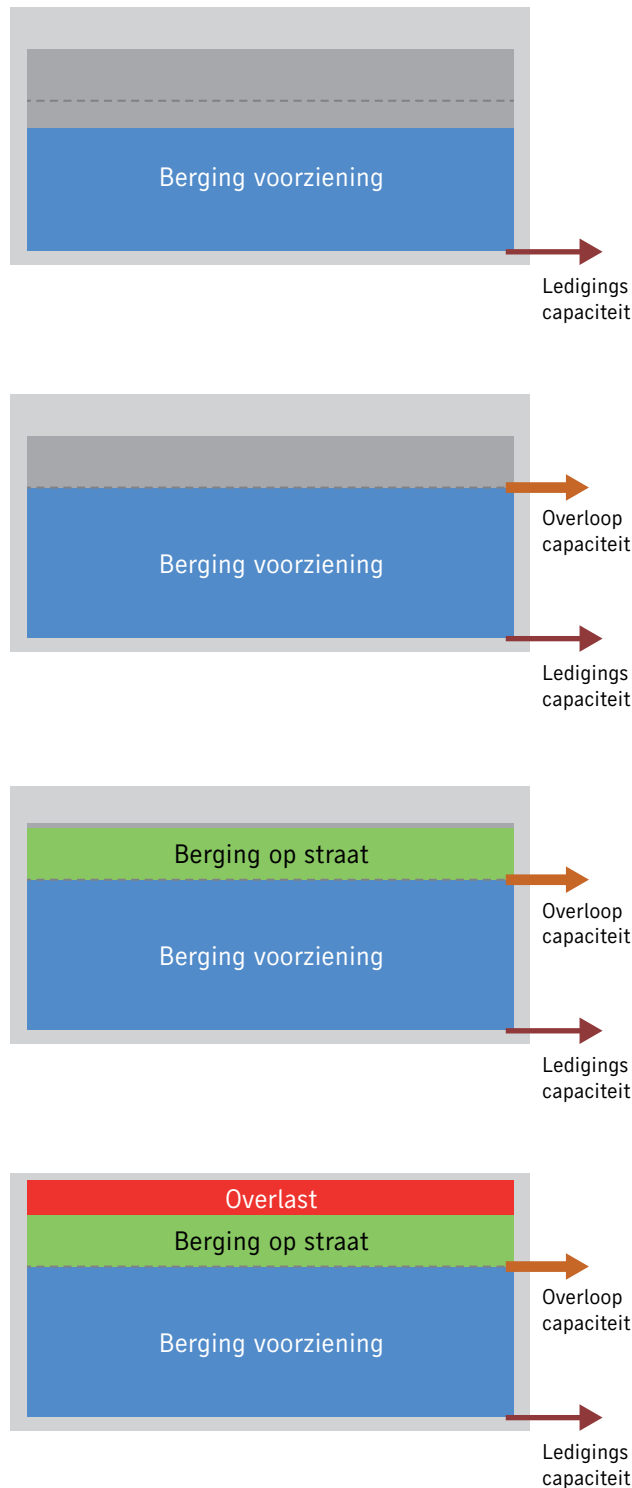 Berging voorziening
Ledigings
capaciteit
Overloop
capaciteit
Berging voorziening
Ledigings
capaciteit
Berging op straat
Overloop
capaciteit
Berging voorziening
Ledigings
capaciteit
Overlast
Berging op straat
Overloop
capaciteit
Berging voorziening
Ledigings
capaciteit